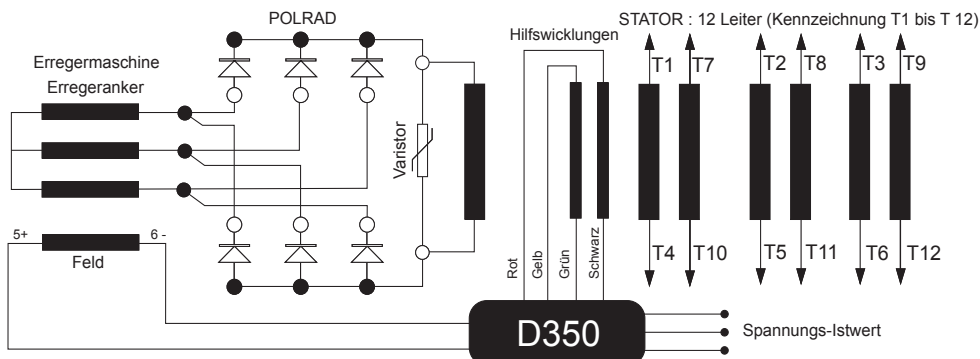 POLRAD
STATOR : 12 Leiter (Kennzeichnung T1 bis T 12)
Hilfswicklungen
Erregermaschine
Erregeranker
T1 T7 T2 T8 T3 T9
Varistor
5+ 6 -
Feld
Rot
Gelb
Grün
Schwarz
T4 T10 T5 T11 T6 T12
D350
Spannungs-Istwert